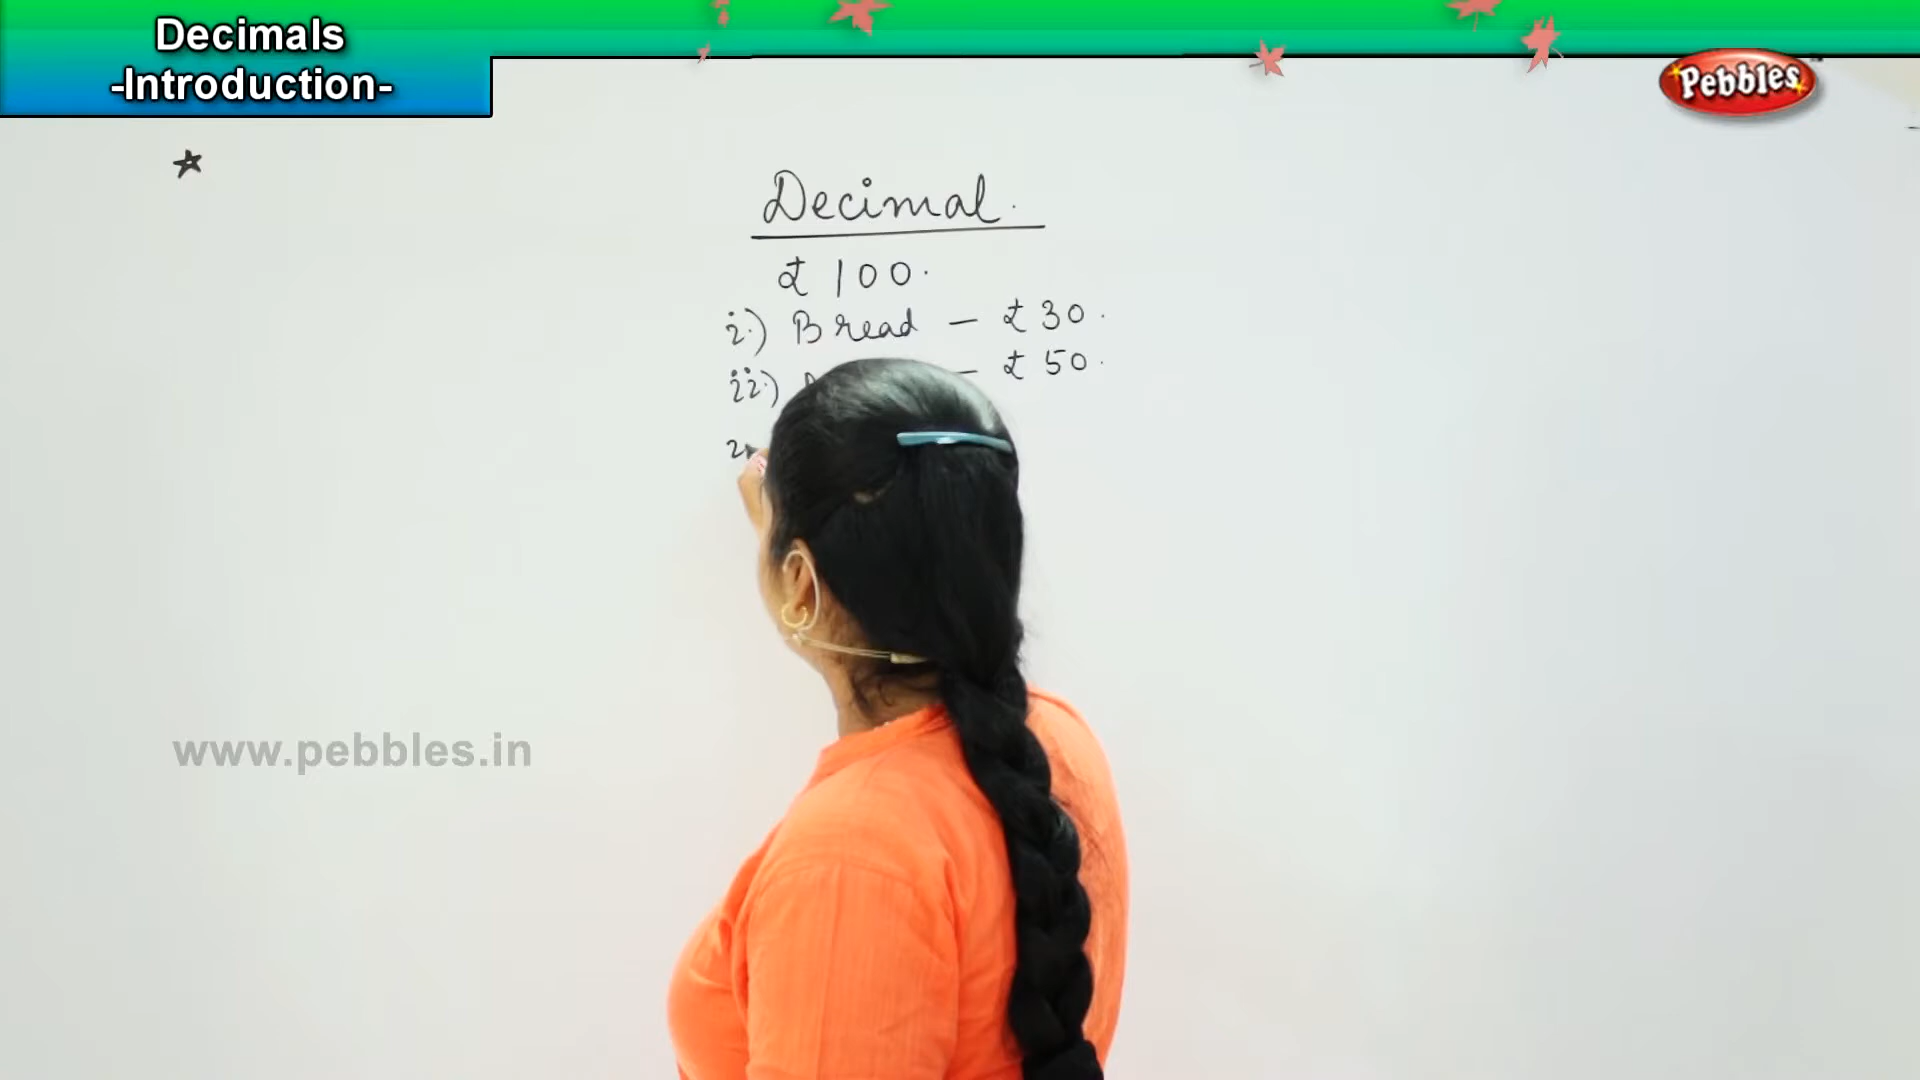 Decimals
-Introduction-
Pebbles
Decimal.
₹ 100.
i.) Bread — ₹ 30.
ii.) — ₹ 50.
www.pebbles.in